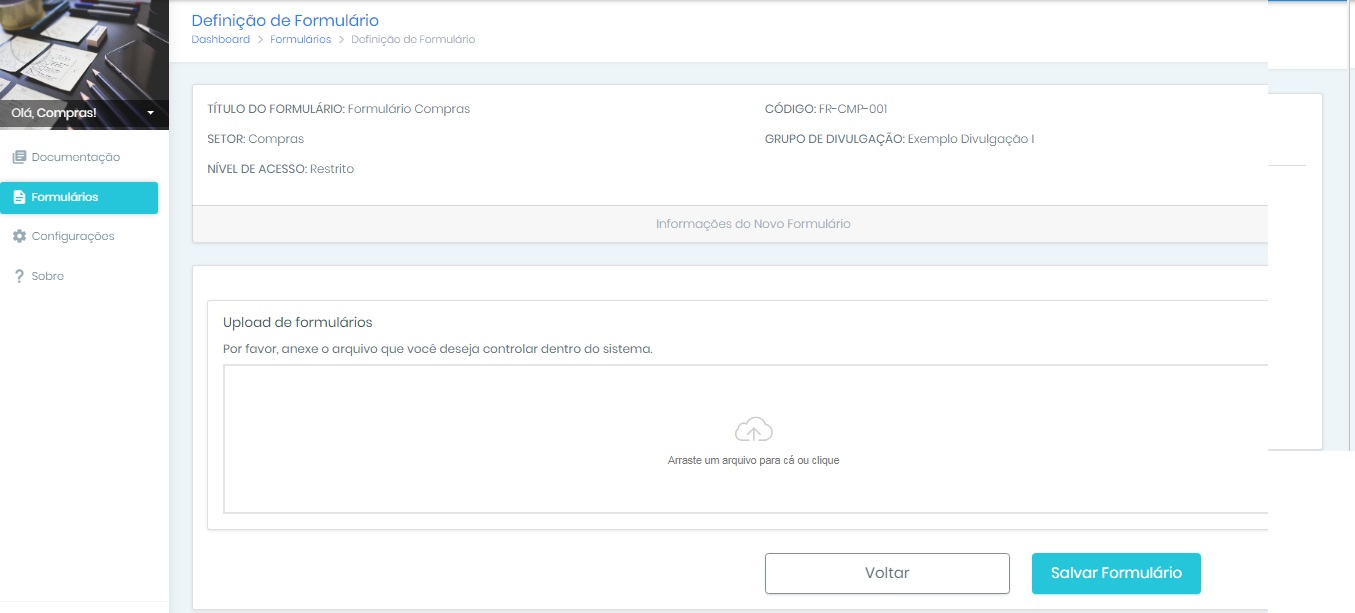 Definição de Formulário
Dashboard > Formulários > Definição de Formulário
Olá, Compras!
Documentação
Formulários
Configurações
? Sobre
TÍTULO DO FORMULÁRIO: Formulário Compras
CÓDIGO: FR-CMP-001
SETOR: Compras
GRUPO DE DIVULGAÇÃO: Exemplo Divulgação I
NÍVEL DE ACESSO: Restrito
Informações do Novo Formulário
Upload de formulários
Por favor, anexe o arquivo que você deseja controlar dentro do sistema.
Arraste um arquivo para cá ou clique
Voltar
Salvar Formulário